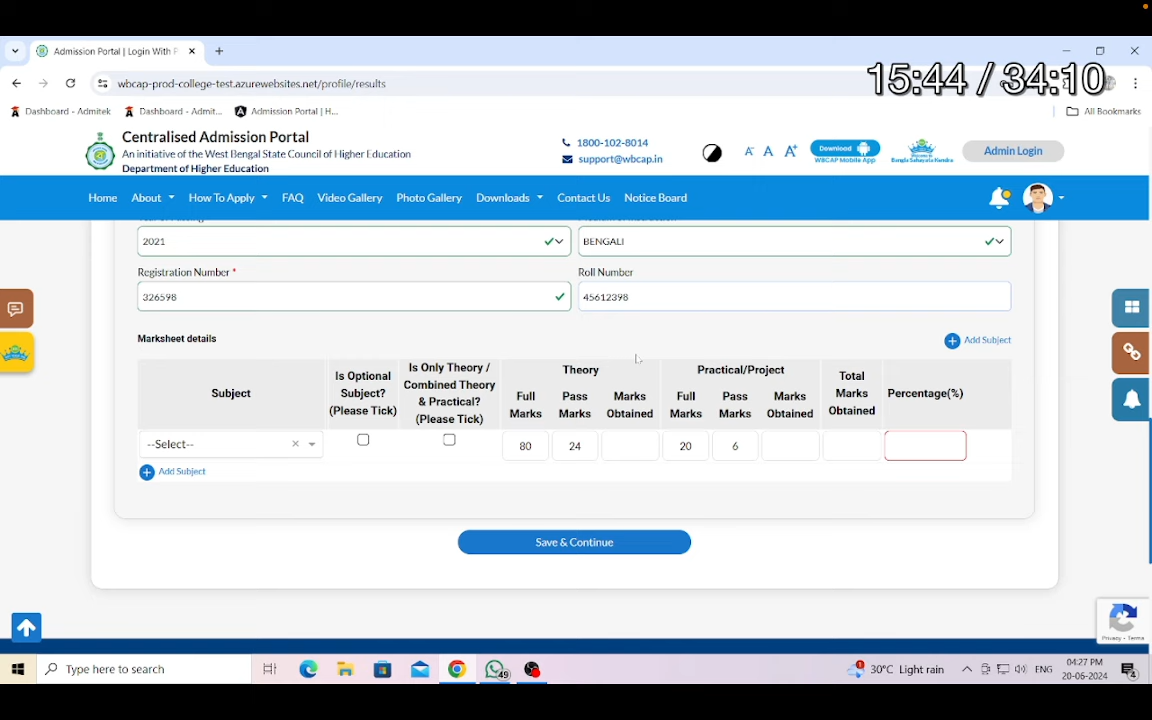 Admission Portal | Login With F
wbcap-prod-college-test.azurewebsites.net/profile/results
15:44 / 34:10
Dashboard - Admitek
Dashboard - Admit...
Admission Portal | H...
All Bookmarks
Centralised Admission Portal
An initiative of the West Bengal State Council of Higher Education
Department of Higher Education
1800-102-8014
support@wbcap.in
A-
A
A+
Download
WBCAP Mobile App
Bangla Sahayata Kendra
Admin Login
Home
About
How To Apply
FAQ
Video Gallery
Photo Gallery
Downloads
Contact Us
Notice Board
2021
BENGALI
Registration Number *
Roll Number
326598
45612398
Marksheet details
Add Subject
Subject
Is Optional
Subject?
(Please Tick)
Is Only Theory /
Combined Theory
& Practical?
(Please Tick)
Theory
Full
Marks
Pass
Marks
Marks
Obtained
Practical/Project
Full
Marks
Pass
Marks
Marks
Obtained
Total
Marks
Obtained
Percentage(%)
--Select--
80
24
20
6
Add Subject
Save & Continue
Privacy - Terms
Type here to search
49
30°C Light rain
ENG
04:27 PM
20-06-2024
4